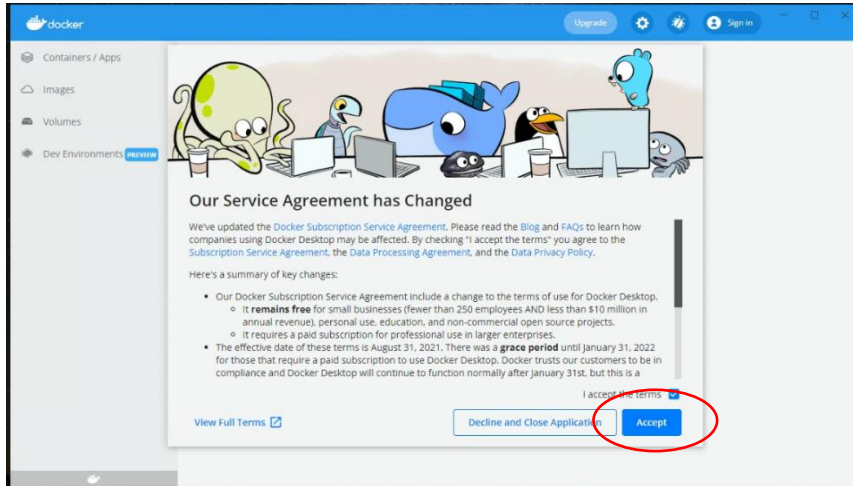 docker
Upgrade
Sign in
Containers / Apps
Images
Volumes
Dev Environments PREVIEW
Our Service Agreement has Changed
We've updated the Docker Subscription Service Agreement. Please read the Blog and FAQs to learn how
companies using Docker Desktop may be affected. By checking "I accept the terms" you agree to the
Subscription Service Agreement, the Data Processing Agreement, and the Data Privacy Policy.
Here's a summary of key changes:
• Our Docker Subscription Service Agreement include a change to the terms of use for Docker Desktop.
◦ It remains free for small businesses (fewer than 250 employees AND less than $10 million in
annual revenue), personal use, education, and non-commercial open source projects.
◦ It requires a paid subscription for professional use in larger enterprises.
• The effective date of these terms is August 31, 2021. There was a grace period until January 31, 2022
for those that require a paid subscription to use Docker Desktop. Docker trusts our customers to be in
compliance and Docker Desktop will continue to function normally after January 31st, but this is a
I accept the terms
View Full Terms
Decline and Close Application
Accept